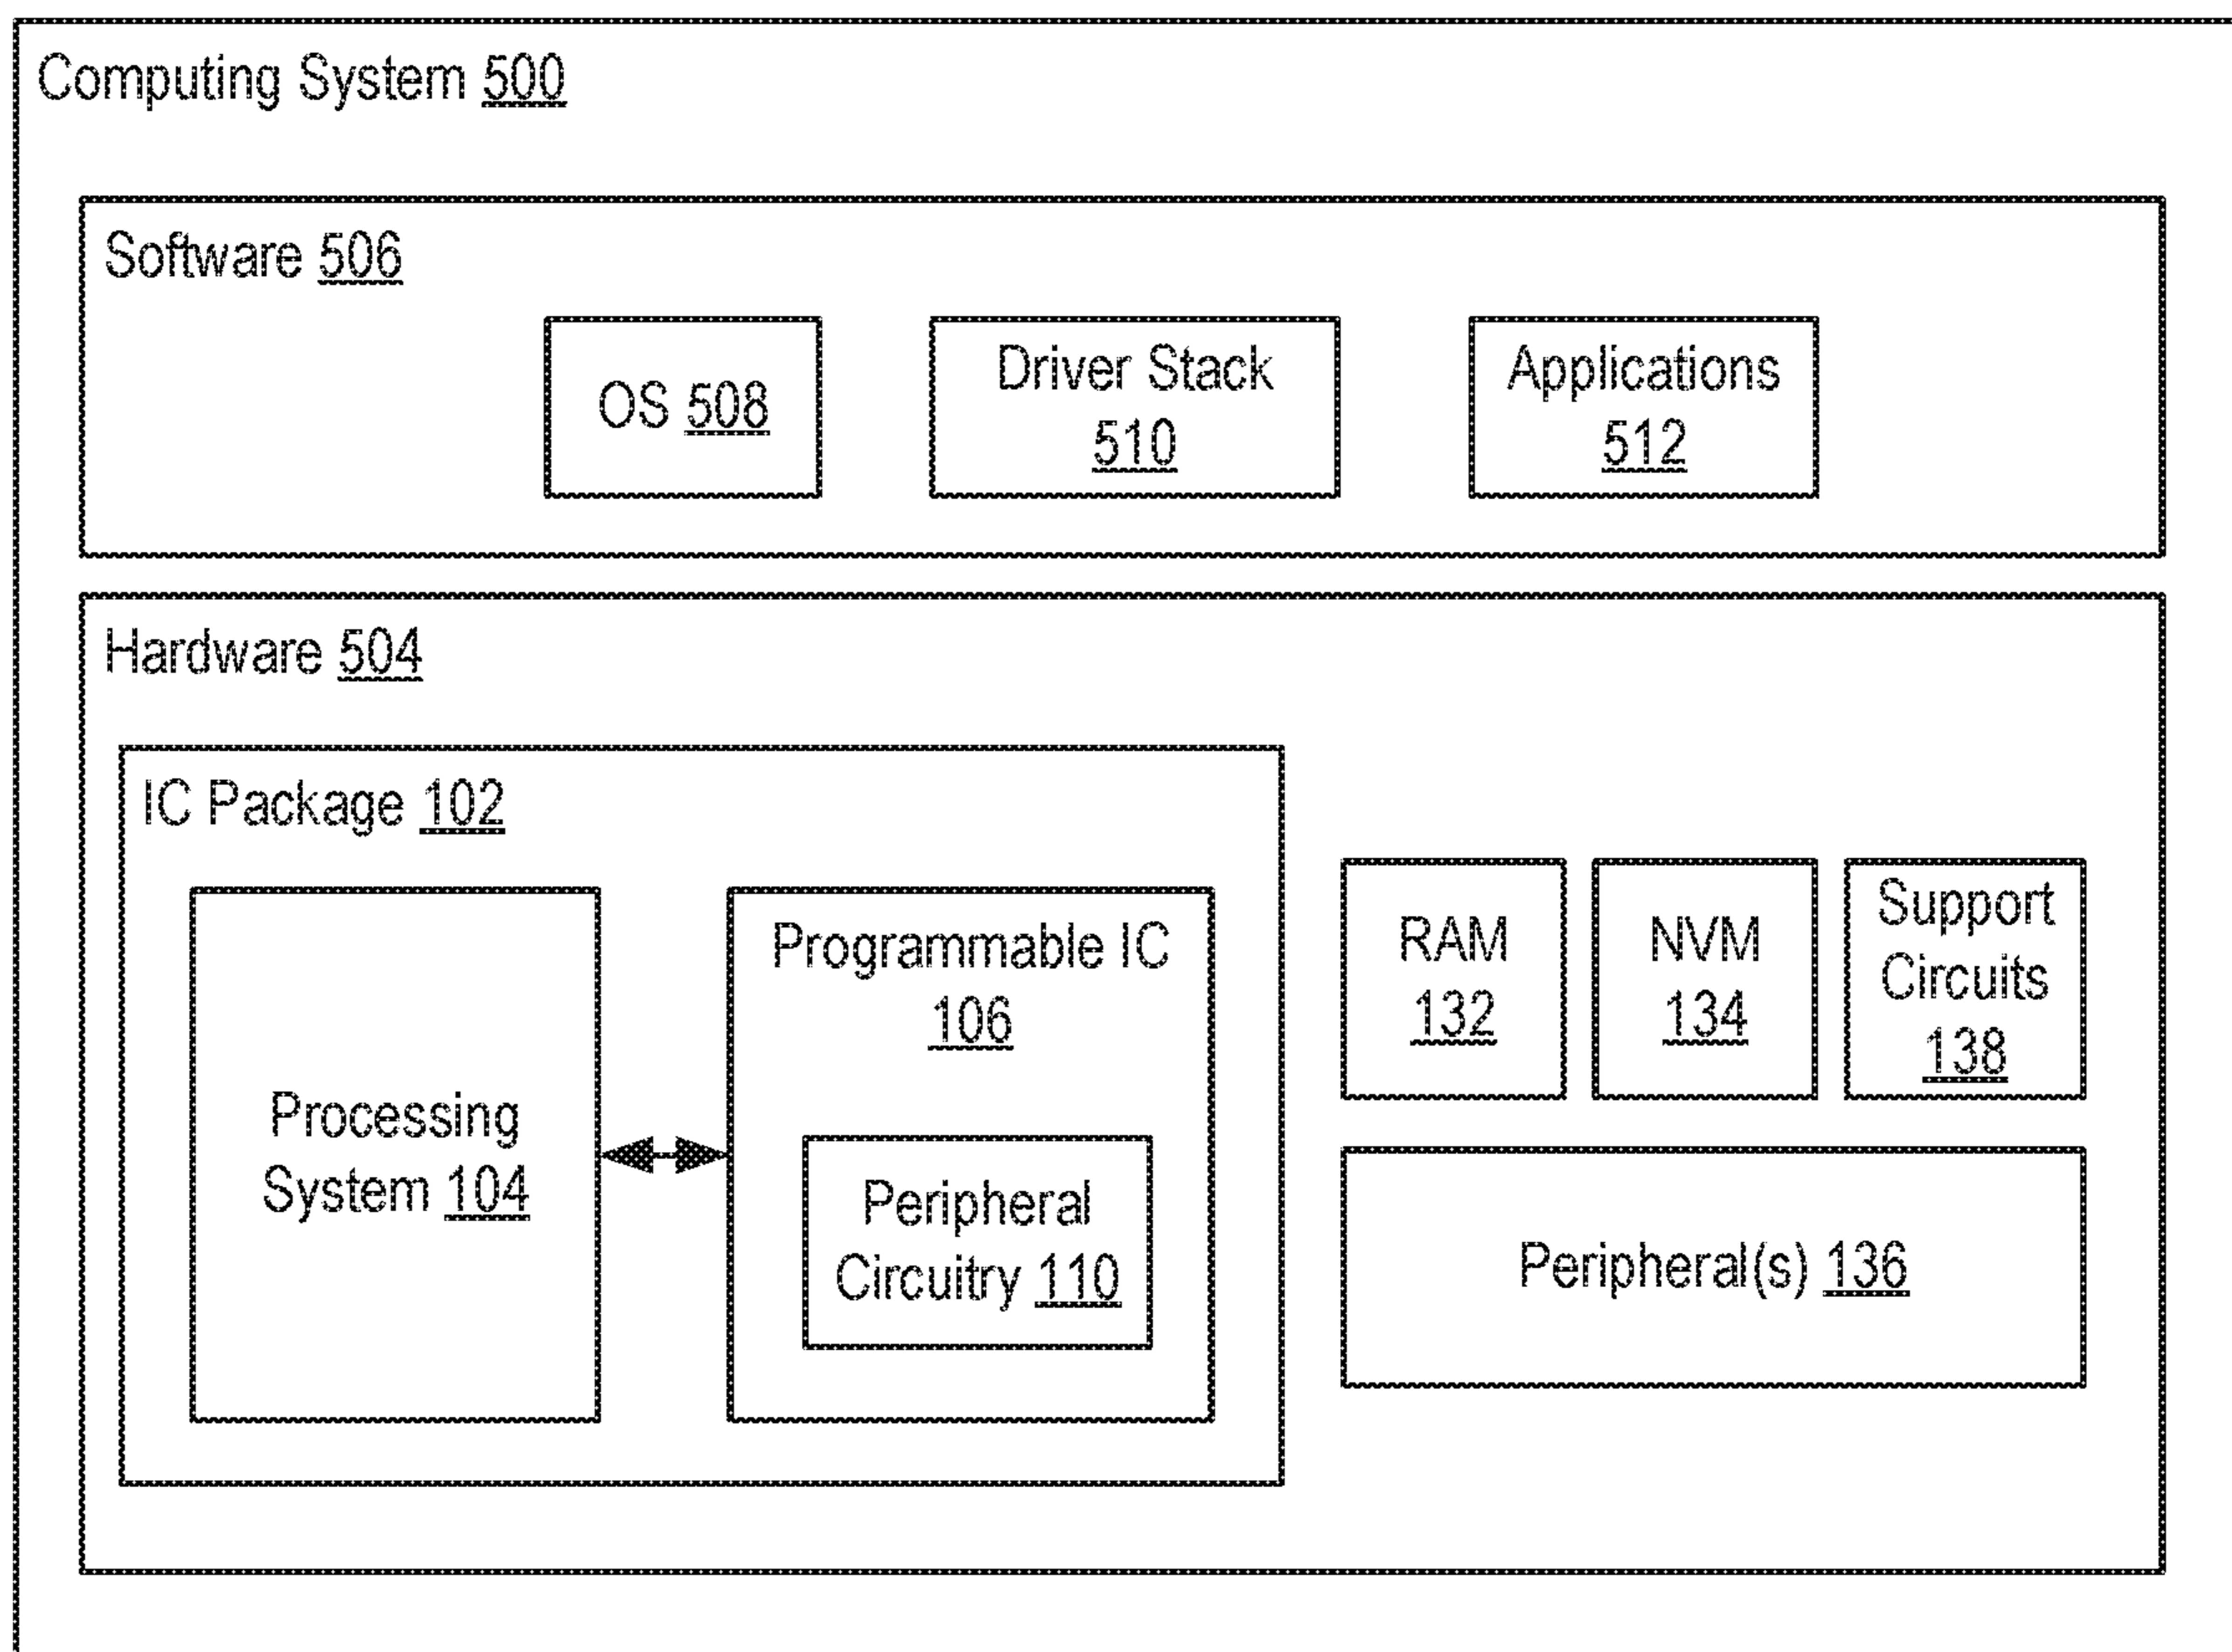 Computing System 500
Software 506
OS 508
Driver Stack
510
Applications
512
Hardware 504
IC Package 102
Processing
System 104
Programmable IC
106
Peripheral
Circuitry 110
RAM
132
NVM
134
Support
Circuits
138
Peripheral(s) 136